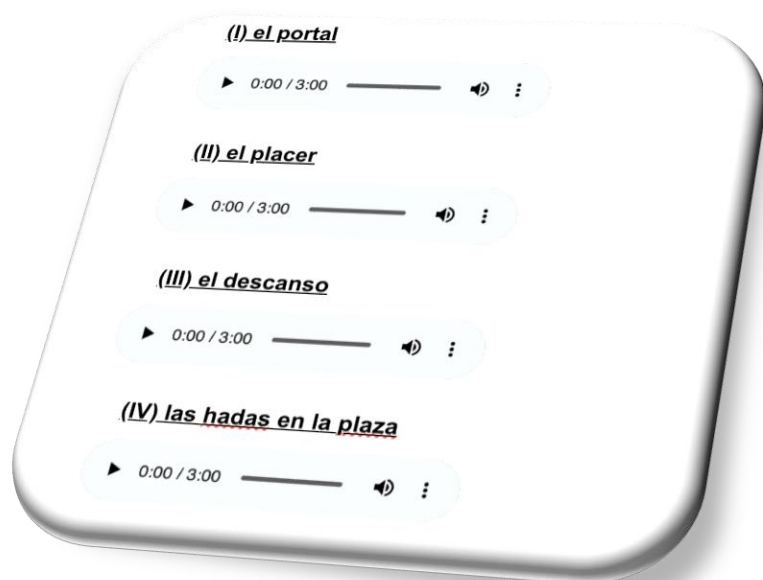 (I) el portal
0:00 / 3:00
(II) el placer
0:00 / 3:00
(III) el descanso
0:00 / 3:00
(IV) las hadas en la plaza
0:00 / 3:00